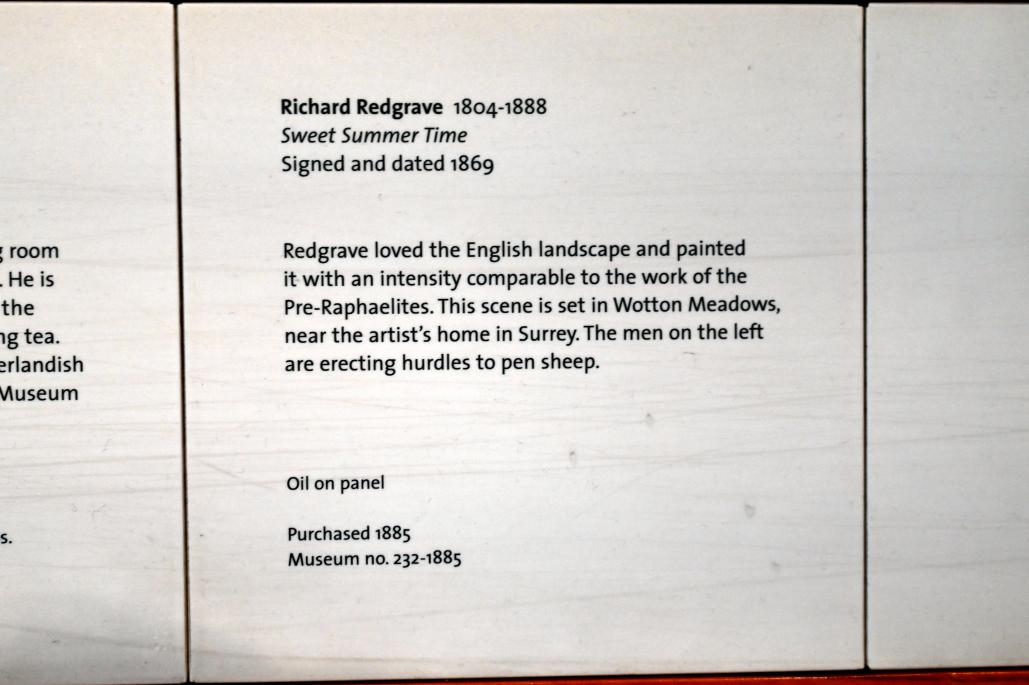 g room
. He is
the
ng tea.
erlandish
Museum
s.
Richard Redgrave 1804-1888
Sweet Summer Time
Signed and dated 1869
Redgrave loved the English landscape and painted
it with an intensity comparable to the work of the
Pre-Raphaelites. This scene is set in Wotton Meadows,
near the artist's home in Surrey. The men on the left
are erecting hurdles to pen sheep.
Oil on panel
Purchased 1885
Museum no. 232-1885